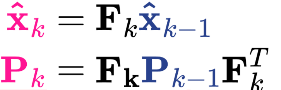 x̂ₖ = Fₖx̂ₖ₋₁
Pₖ = F𝐤Pₖ₋₁Fₖᵀ